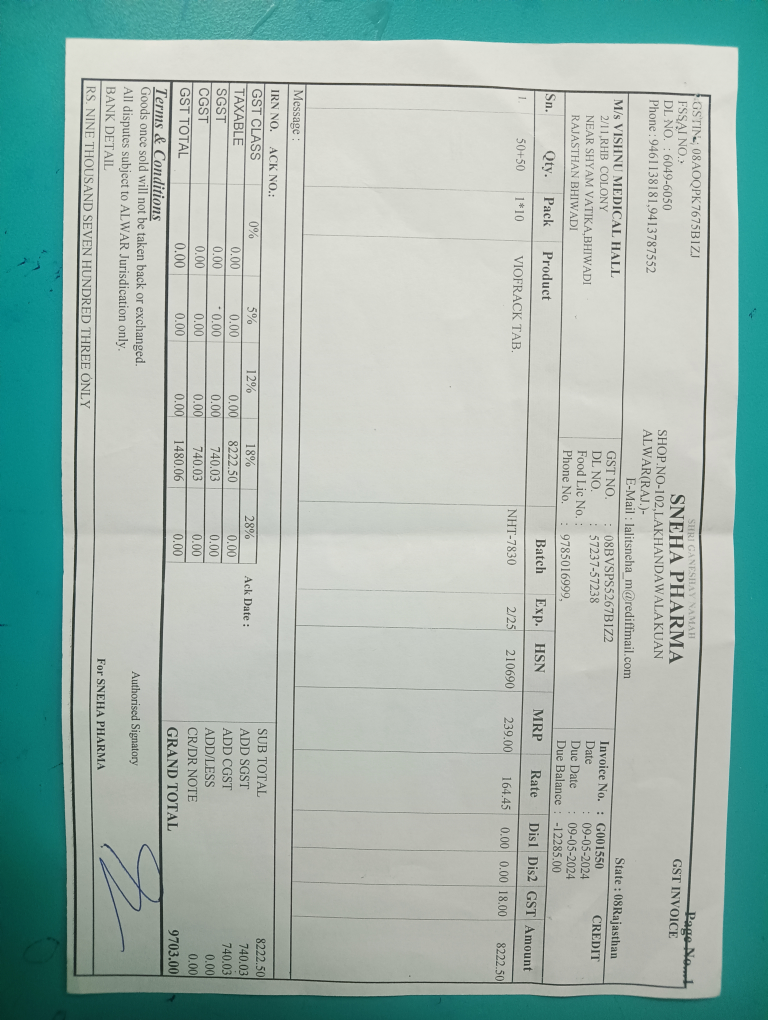 Page No..1
SHRI GANESHAY NAMAH
GSTIN : 08AOQPK7675B1ZJ
SNEHA PHARMA
GST INVOICE
FSSAI NO.-
DL NO. : 6049-6050
SHOP.NO-102,LAKHANDAWALA KUAN
Phone : 9461138181,9413787552
ALWAR(RAJ.)-
E-Mail : lalitsneha_m@rediffmail.com
State : 08Rajasthan
M/s VISHNU MEDICAL HALL
2/11,RHB COLONY
NEAR SHYAM VATIKA,BHIWADI
RAJASTHAN BHIWADI
GST NO. : 08BVSPS5267B1Z2
DL NO. : 57237-57238
Food Lic No. :
Phone No. : 9785016999,
Invoice No. : G001550 CREDIT
Date : 09-05-2024
Due Date : 09-05-2024
Due Balance : -12285.00
Sn. Qty. Pack Product Batch Exp. HSN MRP Rate Dis1 Dis2 GST Amount
1 50+50 1*10 VIOFRACK TAB. NHT-7830 2/25 210690 239.00 164.45 0.00 0.00 18.00 8222.50
Message :
IRN NO. ACK NO.: Ack Date :
GST CLASS 0% 5% 12% 18% 28%
TAXABLE 0.00 0.00 0.00 8222.50 0.00
SGST 0.00 0.00 0.00 740.03 0.00
CGST 0.00 0.00 0.00 740.03 0.00
GST TOTAL 0.00 0.00 0.00 1480.06 0.00
SUB TOTAL 8222.50
ADD SGST 740.03
ADD CGST 740.03
ADD/LESS 0.00
CR/DR NOTE 0.00
GRAND TOTAL 9703.00
Terms & Conditions
Goods once sold will not be taken back or exchanged.
All disputes subject to ALWAR Jurisdication only.
BANK DETAIL
RS. NINE THOUSAND SEVEN HUNDRED THREE ONLY
Authorised Signatory
For SNEHA PHARMA